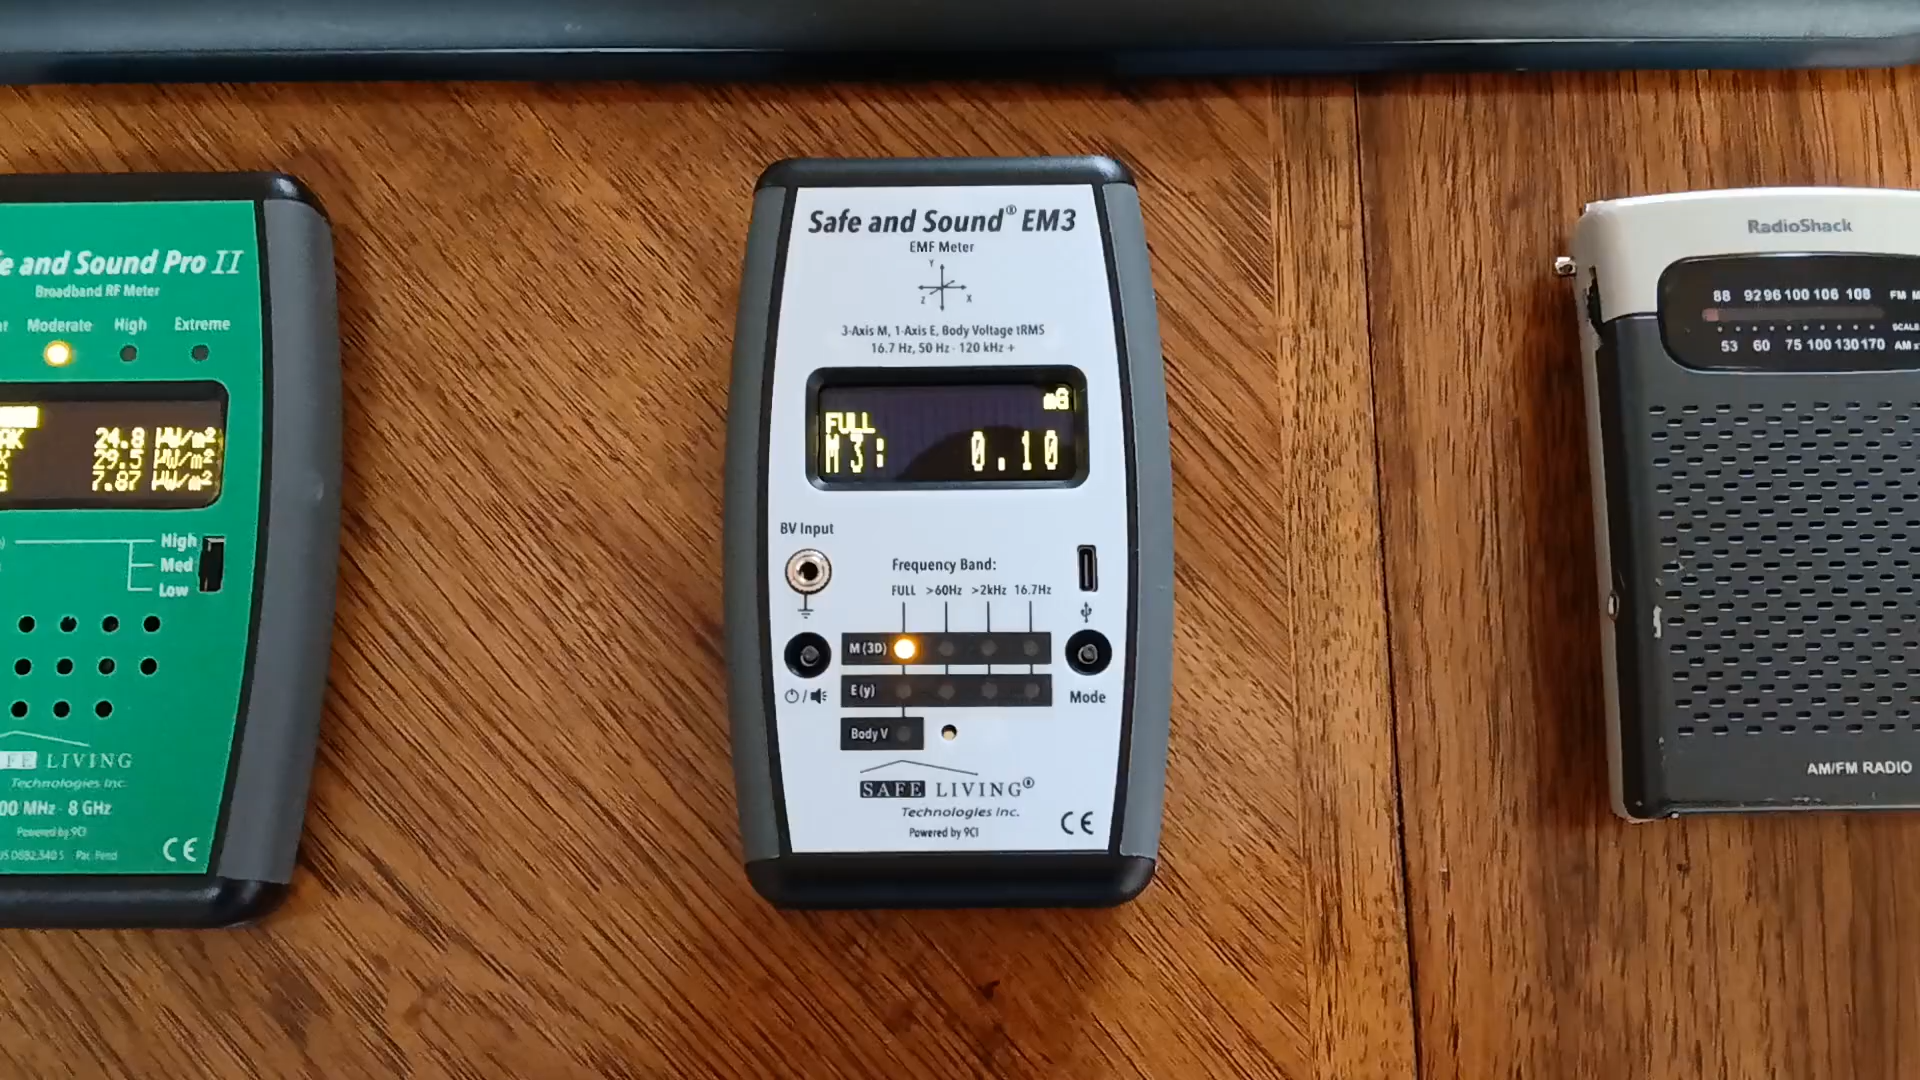 and Sound Pro II
Broadband RF Meter
Moderate High Extreme
24.8 µW/m²
29.5 µW/m²
7.87 µW/m²
High
Med
Low
LIVING
Technologies Inc.
MHz - 8 GHz
Powered by 9CI
CE
Safe and Sound® EM3
EMF Meter
Y
Z X
3-Axis M, 1-Axis E, Body Voltage tRMS
16.7 Hz, 50 Hz - 120 kHz +
mG
FULL
M3: 0.10
BV Input
Frequency Band:
FULL >60Hz >2kHz 16.7Hz
M (3D)
E (y)
Mode
Body V
SAFE LIVING®
Technologies Inc.
Powered by 9CI
CE
RadioShack
88 92 96 100 106 108 FM
53 60 75 100 130 170 AM
AM/FM RADIO